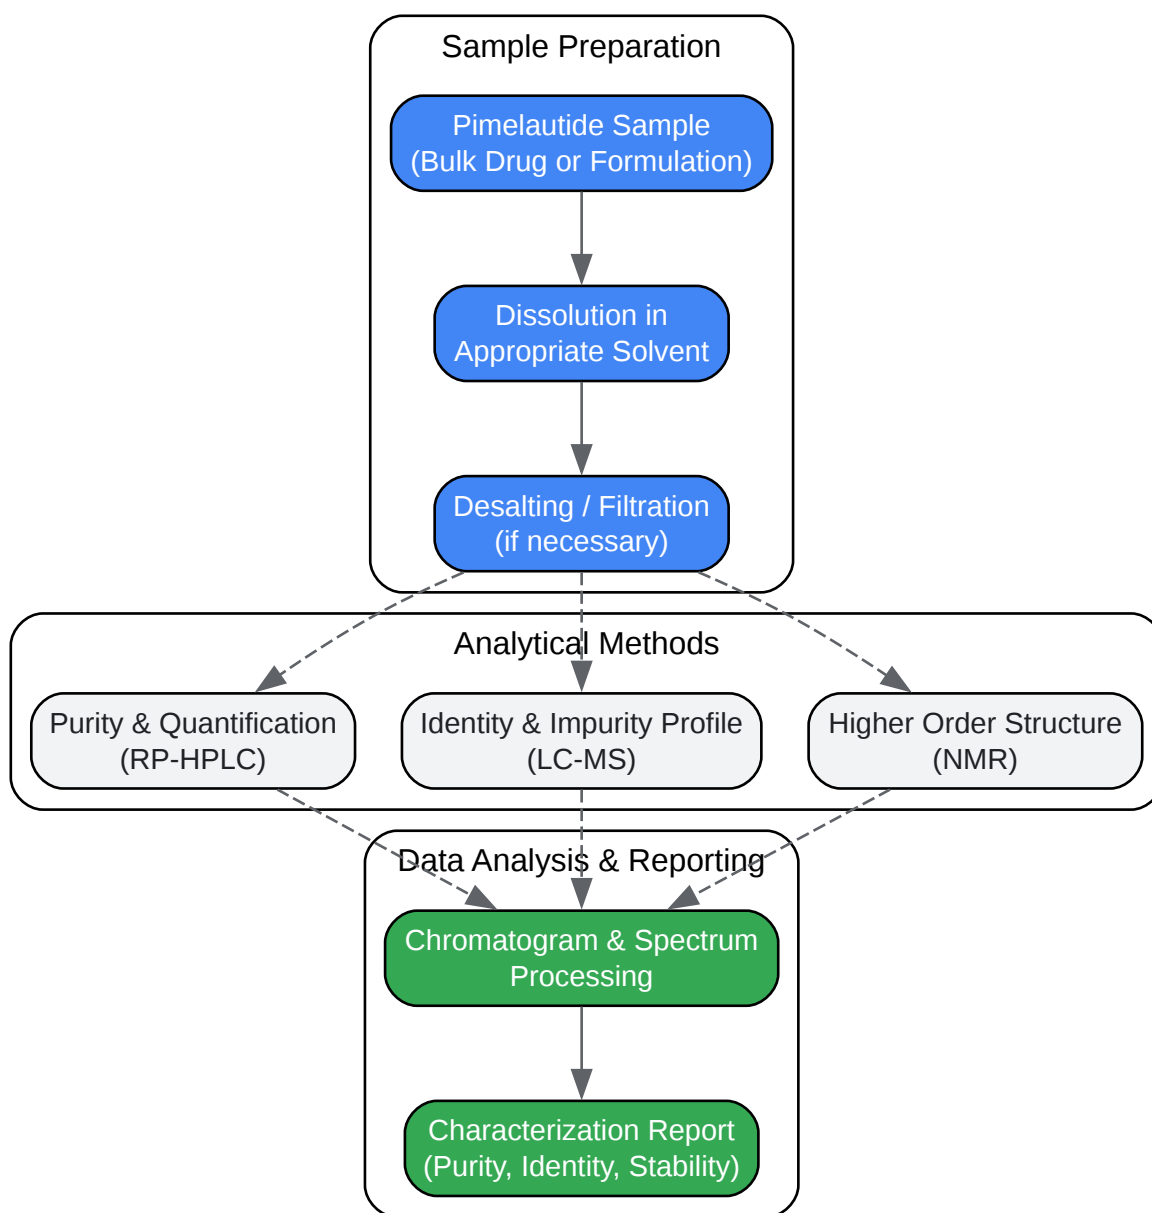 Sample Preparation
Pimelautide Sample
(Bulk Drug or Formulation)
Dissolution in
Appropriate Solvent
Desalting / Filtration
(if necessary)
Analytical Methods
Purity & Quantification
(RP-HPLC)
Identity & Impurity Profile
(LC-MS)
Higher Order Structure
(NMR)
Data Analysis & Reporting
Chromatogram & Spectrum
Processing
Characterization Report
(Purity, Identity, Stability)